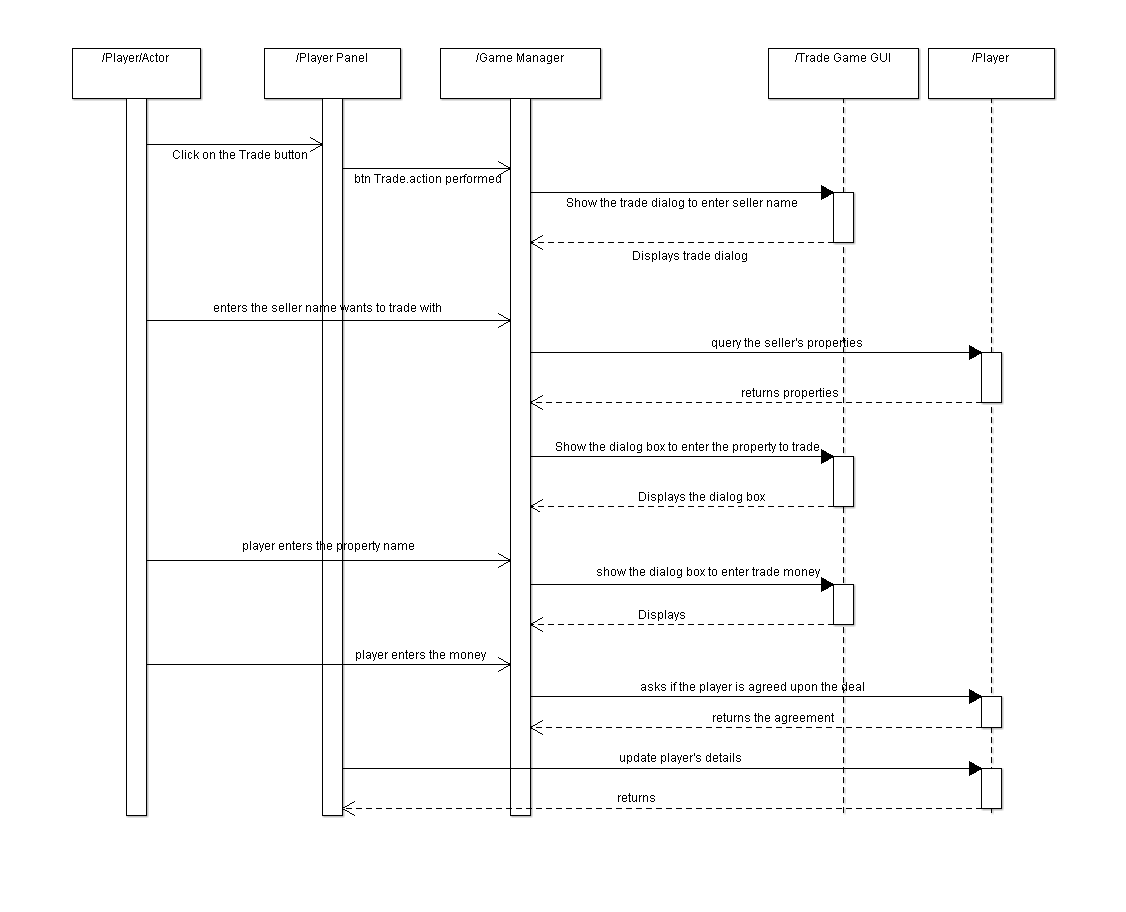 /Player/Actor
/Player Panel
/Game Manager
/Trade Game GUI
/Player
Click on the Trade button
btn Trade.action performed
Show the trade dialog to enter seller name
Displays trade dialog
enters the seller name wants to trade with
query the seller's properties
returns properties
Show the dialog box to enter the property to trade
Displays the dialog box
player enters the property name
show the dialog box to enter trade money
Displays
player enters the money
asks if the player is agreed upon the deal
returns the agreement
update player's details
returns